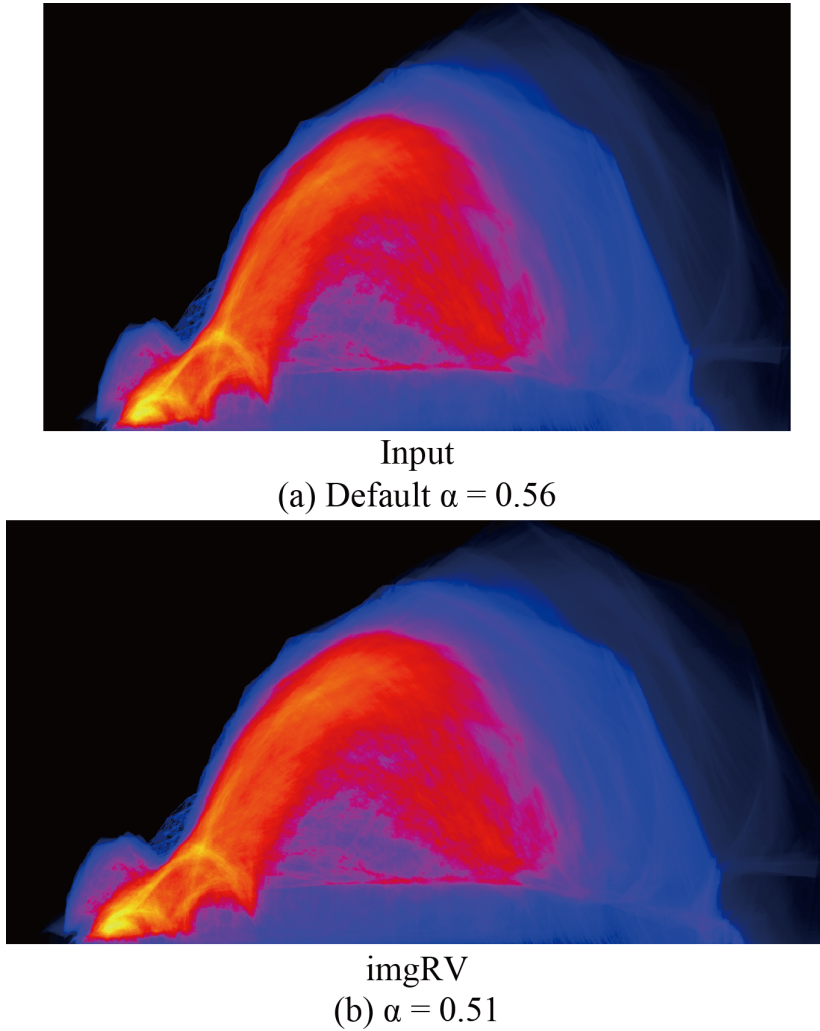 Input
(a) Default α = 0.56
imgRV
(b) α = 0.51